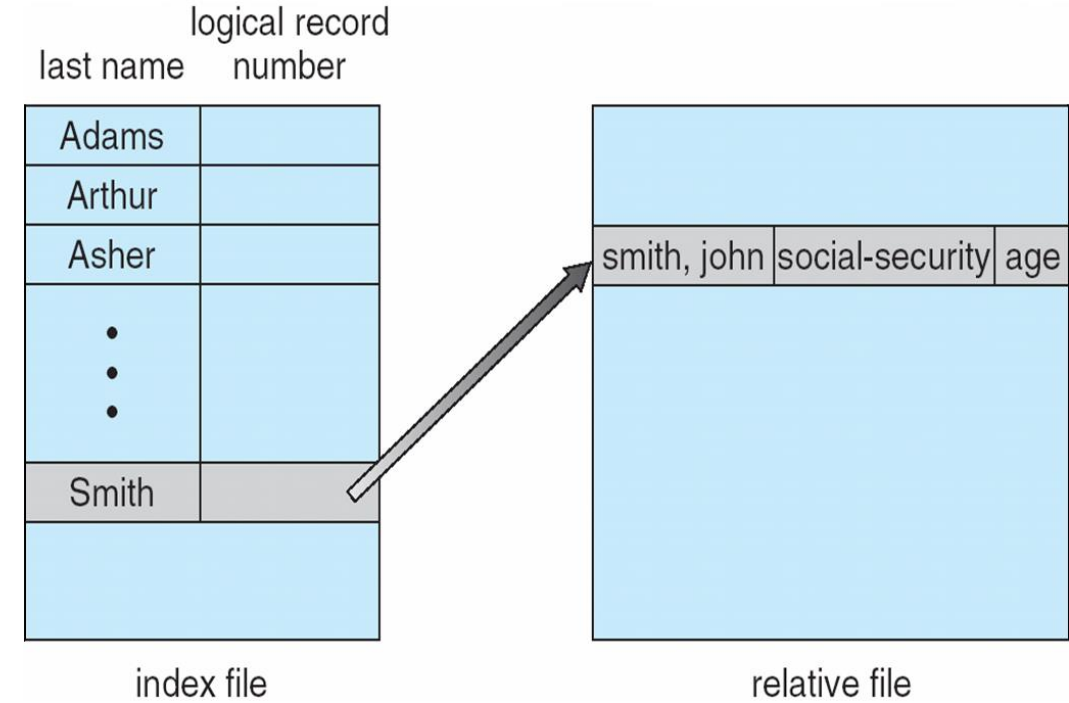 logical record
last name number
Adams
Arthur
Asher
Smith
smith, john social-security age
index file relative file